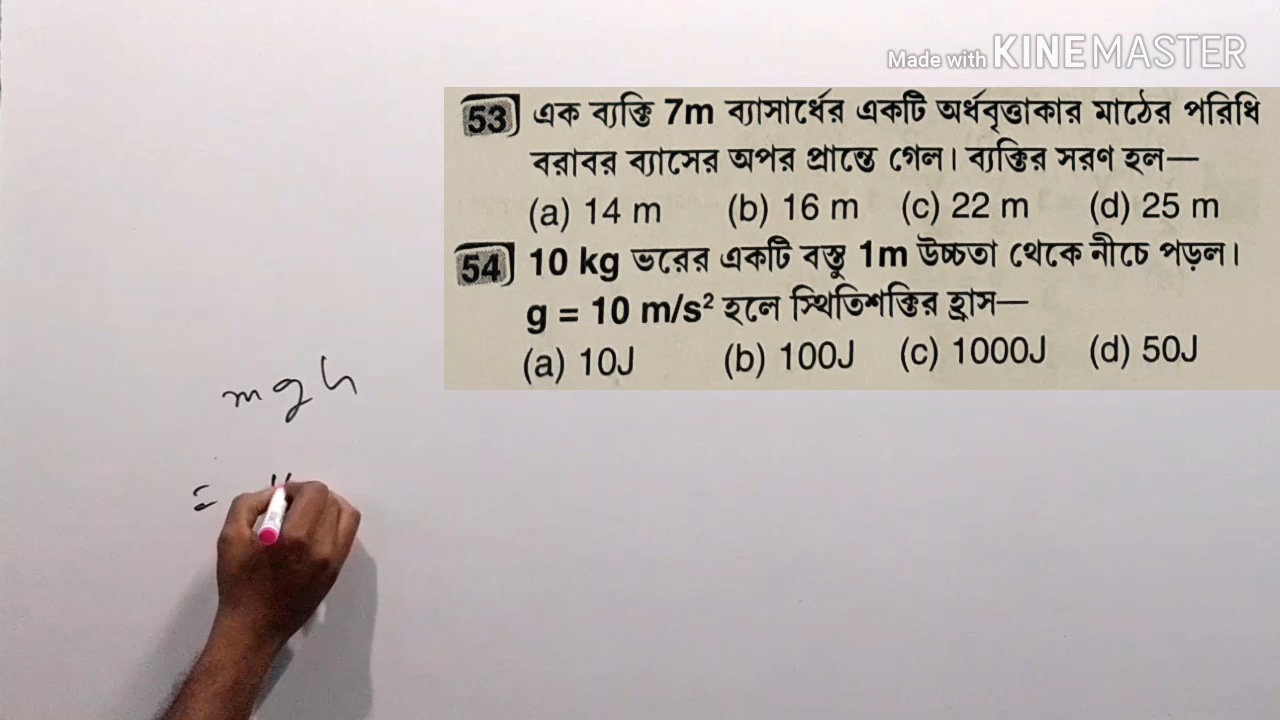 Made with KINEMASTER
53 এক ব্যক্তি 7m ব্যাসার্ধের একটি অর্ধবৃত্তাকার মাঠের পরিধি
বরাবর ব্যাসের অপর প্রান্তে গেল। ব্যক্তির সরণ হল—
(a) 14 m (b) 16 m (c) 22 m (d) 25 m
54 10 kg ভরের একটি বস্তু 1m উচ্চতা থেকে নীচে পড়ল।
g = 10 m/s² হলে স্থিতিশক্তির হ্রাস—
(a) 10J (b) 100J (c) 1000J (d) 50J
mgh
=